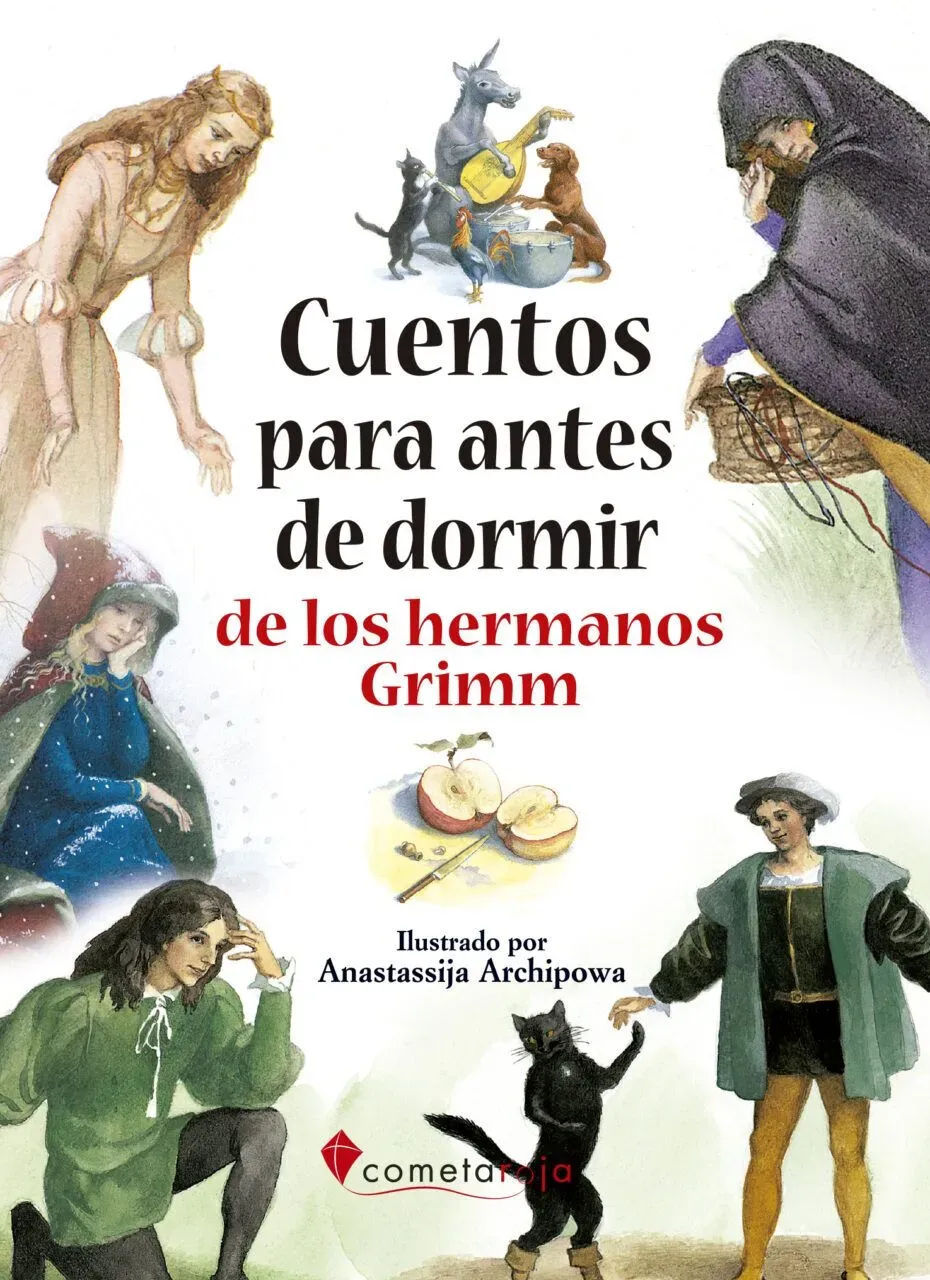 Cuentos
para antes
de dormir
de los hermanos
Grimm
Ilustrado por
Anastassija Archipowa
cometaroja